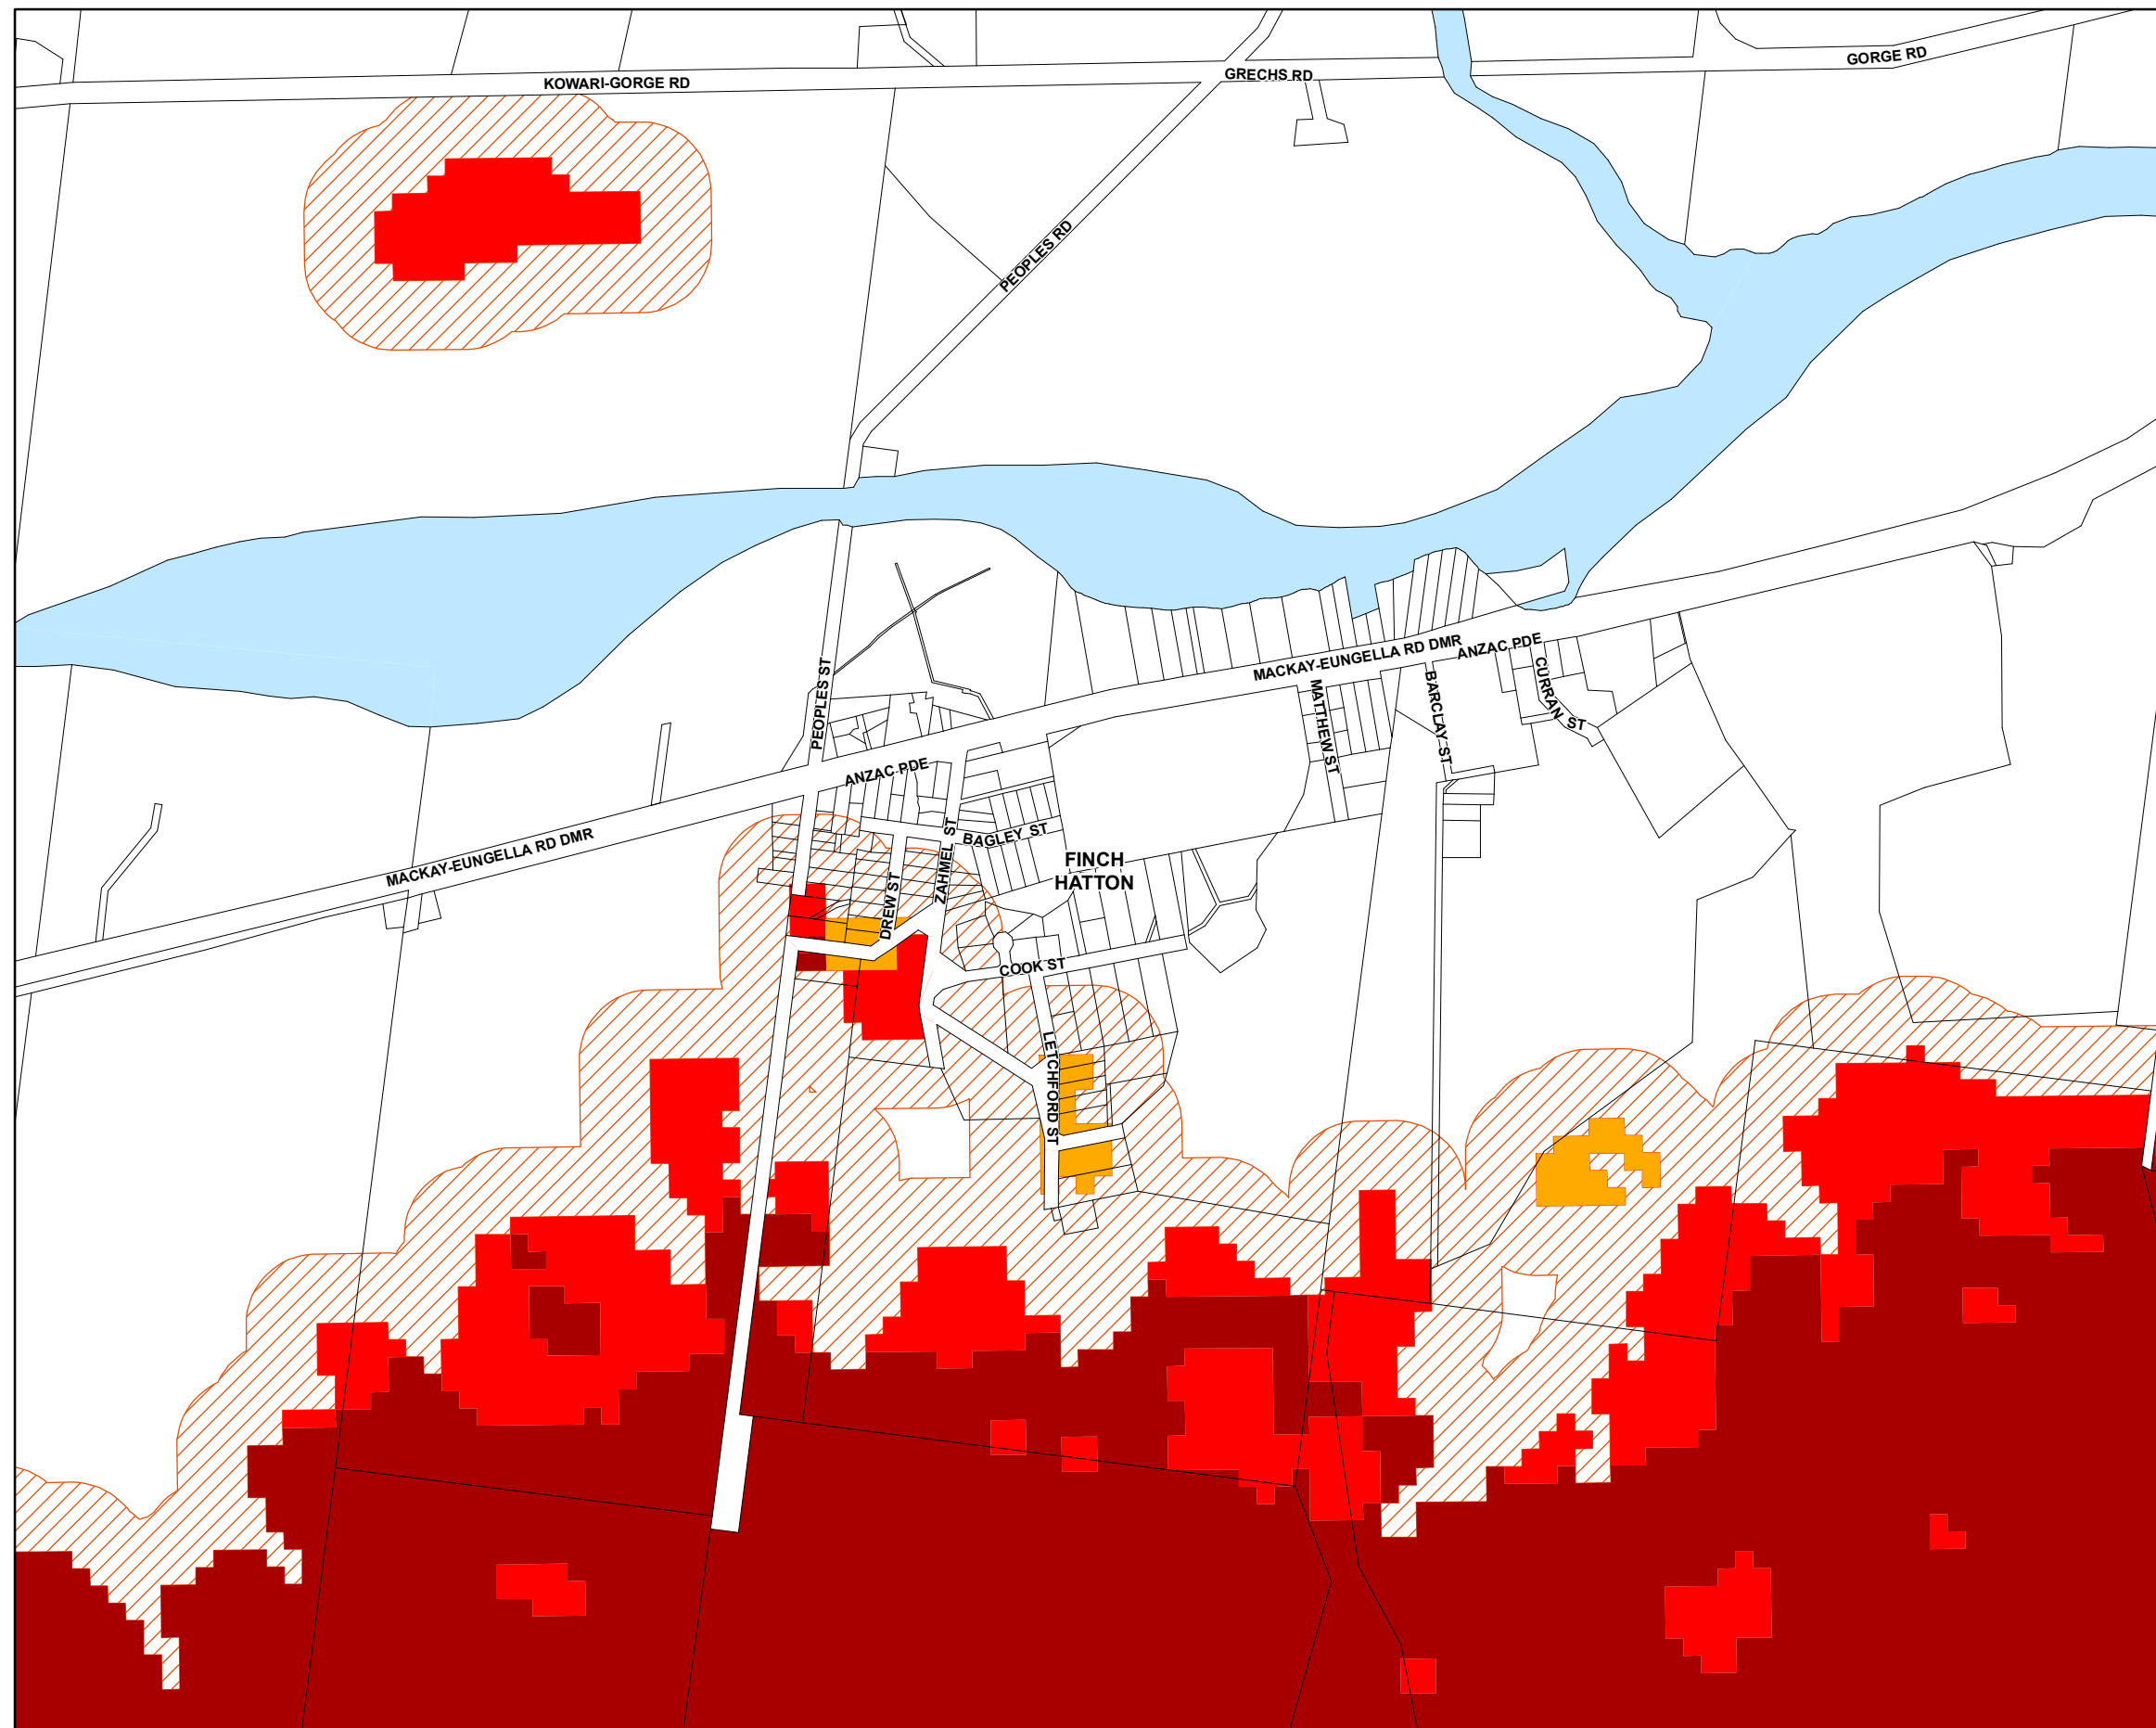 GORGE RD
KOWARI-GORGE RD
GRECHS RD
PEOPLES RD
MACKAY-EUNGELLA RD DMR
ANZAC PDE
PEOPLES ST
MATTHEW ST
BARCLAY ST
CURRAN ST
ANZAC PDE
MACKAY-EUNGELLA RD DMR
BAGLEY ST
ZAHMEL ST
DREW ST
FINCH
HATTON
COOK ST
LETCHFORD ST